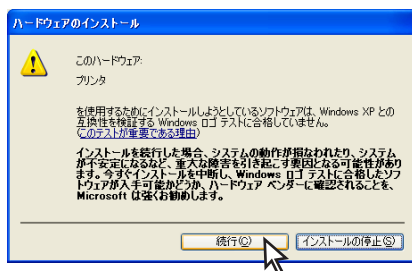 ハードウェアのインストール
このハードウェア:
プリンタ
を使用するためにインストールしようとしているソフトウェアは、Windows XP との
互換性を検証する Windows ロゴ テストに合格していません。
(このテストが重要である理由)
インストールを続行した場合、システムの動作が損なわれたり、システム
が不安定になるなど、重大な障害を引き起こす要因となる可能性があり
ます。今すぐインストールを中断し、Windows ロゴ テストに合格したソフ
トウェアが入手可能かどうか、ハードウェア ベンダーに確認されることを、
Microsoft は強くお勧めします。
続行(C) インストールの停止(S)